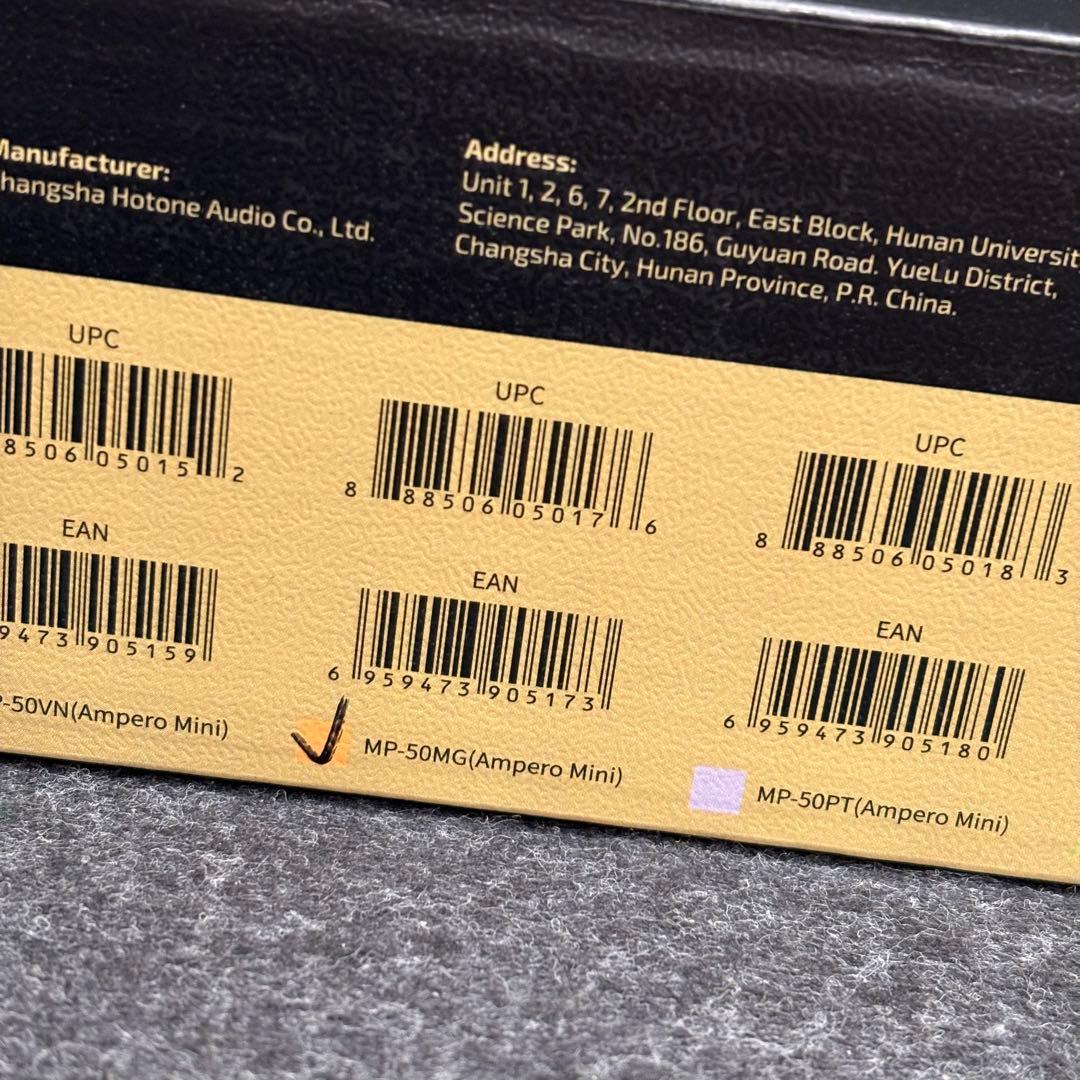 Manufacturer:
hangsha Hotone Audio Co., Ltd.
Address:
Unit 1, 2, 6, 7, 2nd Floor, East Block, Hunan Universit
Science Park, No.186, Guyuan Road. YueLu District,
Changsha City, Hunan Province, P.R. China.
UPC
88506 05015 2
EAN
9473 905159
P-50VN(Ampero Mini)
UPC
8 88506 05017 6
EAN
6 959473 905173
MP-50MG(Ampero Mini)
UPC
8 88506 05018 3
EAN
6 959473 905180
MP-50PT(Ampero Mini)